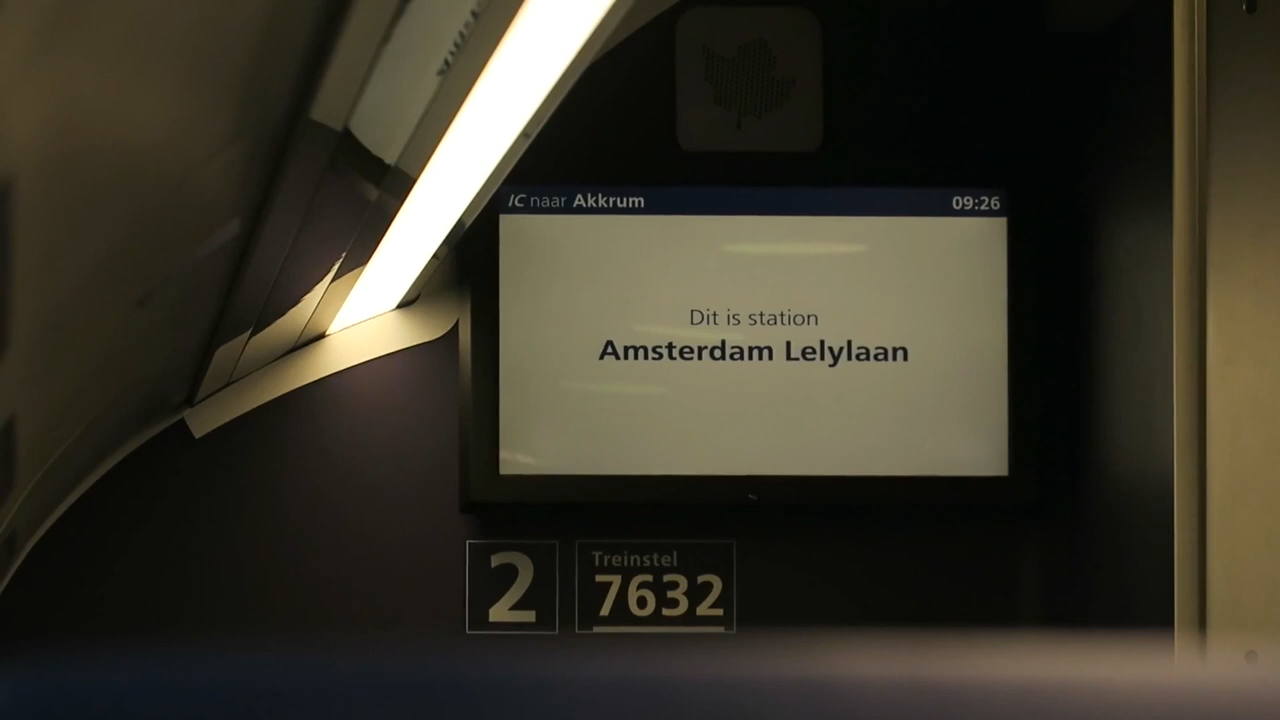 IC naar Akkrum
09:26
Dit is station
Amsterdam Lelylaan
2
Treinstel
7632